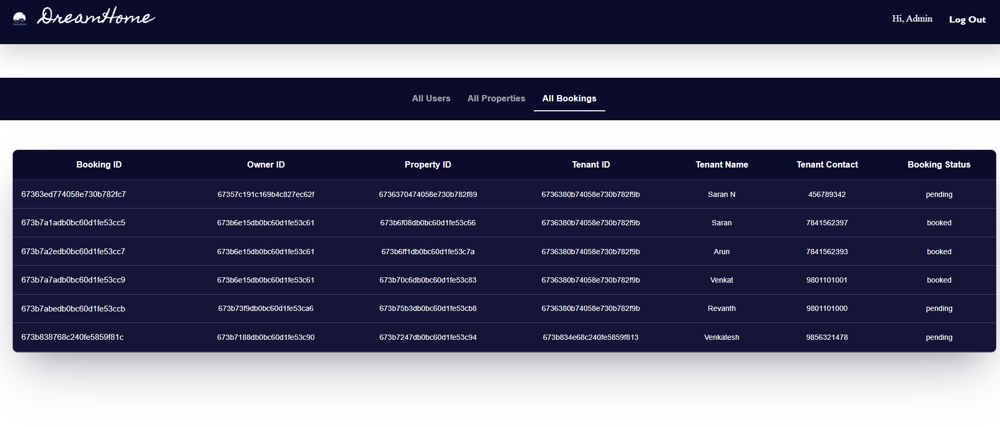 DreamHome
Hi, Admin Log Out
All Users All Properties All Bookings
Booking ID Owner ID Property ID Tenant ID Tenant Name Tenant Contact Booking Status
67363ed774058e730b782fc7 67357c191c169b4c827ec62f 6736370474058e730b782f89 6736380b74058e730b782f9b Saran N 456789342 pending
673b7a1adb0bc60d1fe53cc5 673b6e15db0bc60d1fe53c61 673b6f08db0bc60d1fe53c66 6736380b74058e730b782f9b Saran 7841562397 booked
673b7a2edb0bc60d1fe53cc7 673b6e15db0bc60d1fe53c61 673b6ff1db0bc60d1fe53c7a 6736380b74058e730b782f9b Arun 7841562393 booked
673b7a7adb0bc60d1fe53cc9 673b6e15db0bc60d1fe53c61 673b70c6db0bc60d1fe53c83 6736380b74058e730b782f9b Venkat 9801101001 booked
673b7abedb0bc60d1fe53ccb 673b73f9db0bc60d1fe53ca6 673b75b3db0bc60d1fe53cb8 6736380b74058e730b782f9b Revanth 9801101000 pending
673b838768c240fe5859f81c 673b7188db0bc60d1fe53c90 673b7247db0bc60d1fe53c94 673b834e68c240fe5859f813 Venkatesh 9856321478 pending